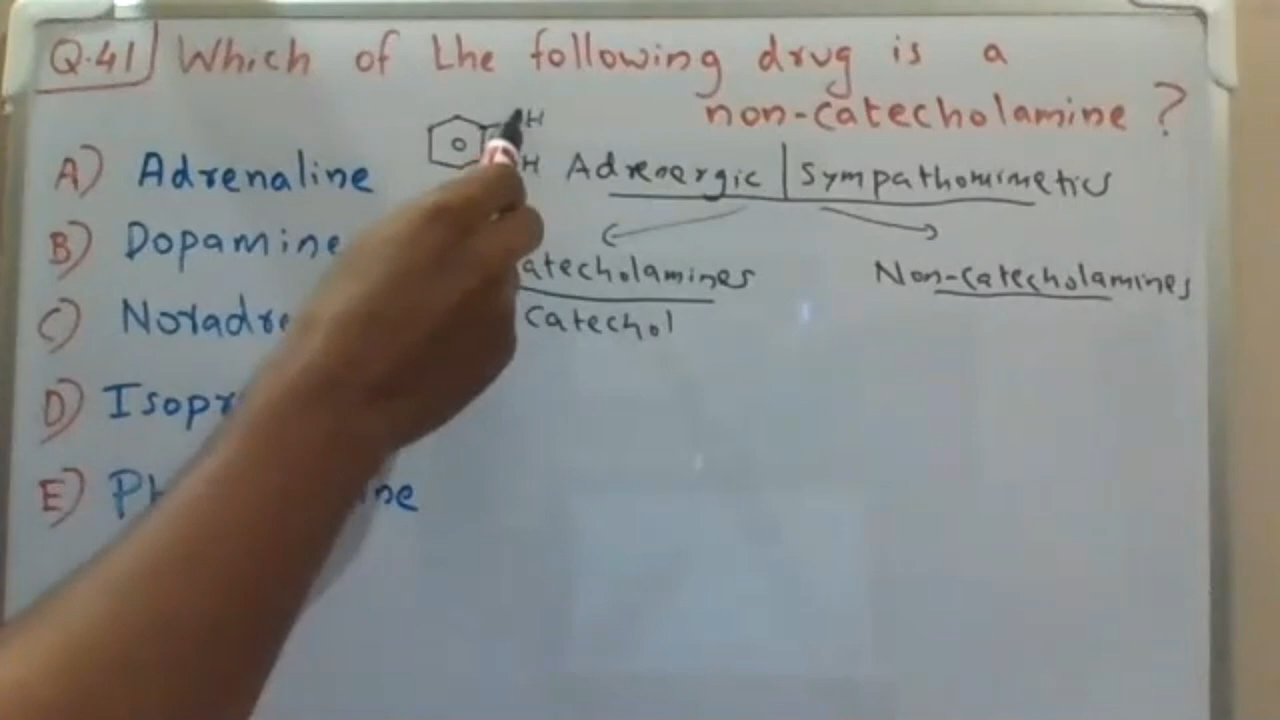 Q.41 Which of the following drug is a
non-catecholamine ?
H
H
A) Adrenaline
Adrenergic | Sympathomimetics
B) Dopamine
atecholamines
Non-Catecholamines
C) Noradre
Catechol
D) Isopr
E) Ph ne